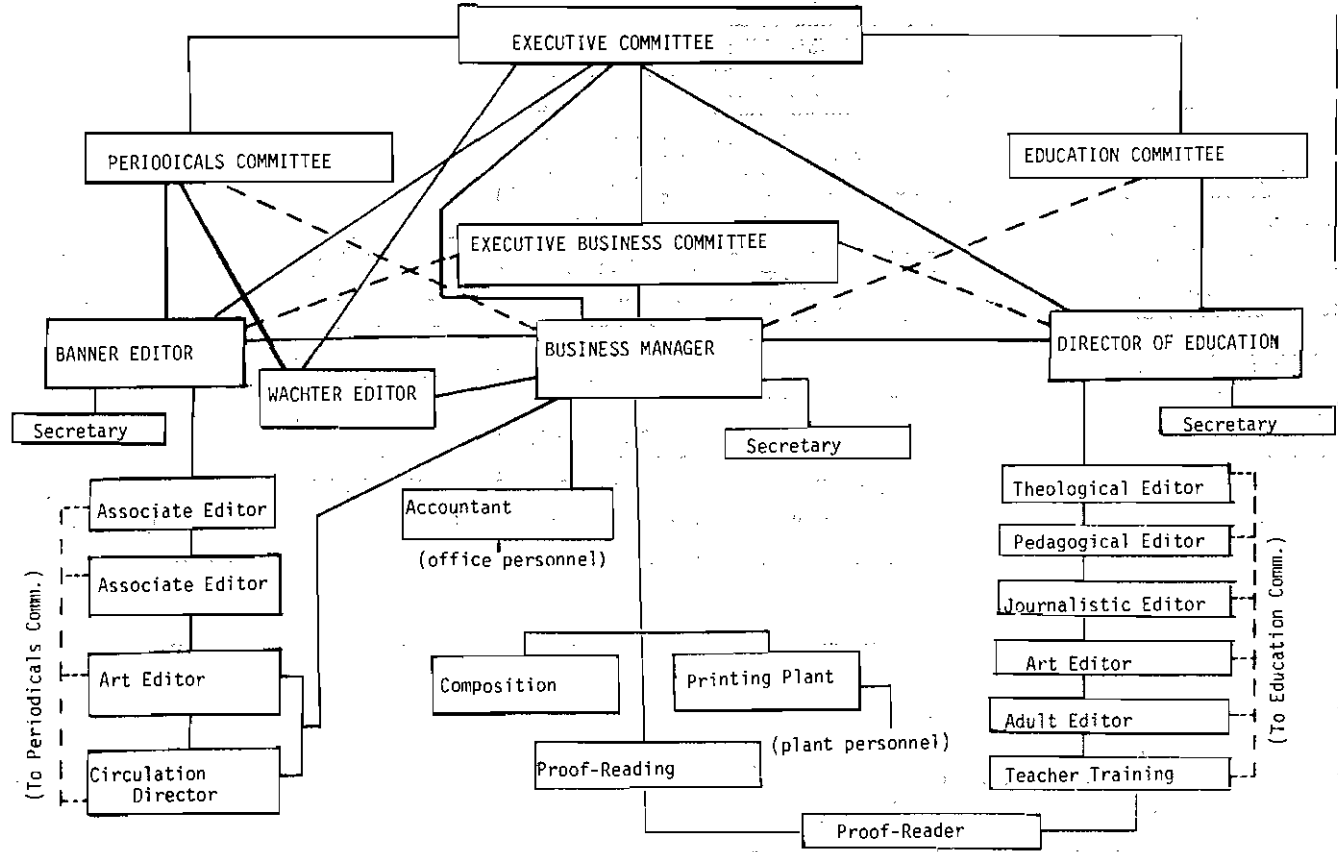 EXECUTIVE COMMITTEE
PERIODICALS COMMITTEE
EDUCATION COMMITTEE
EXECUTIVE BUSINESS COMMITTEE
BANNER EDITOR
BUSINESS MANAGER
DIRECTOR OF EDUCATION
WACHTER EDITOR
Secretary
Secretary
Secretary
Associate Editor
Accountant
(office personnel)
Theological Editor
Pedagogical Editor
Associate Editor
Journalistic Editor
Art Editor
Composition
Printing Plant
(plant personnel)
Art Editor
Adult Editor
Circulation
Director
Proof-Reading
Teacher Training
Proof-Reader
(To Periodicals Comm.)
(To Education Comm.)